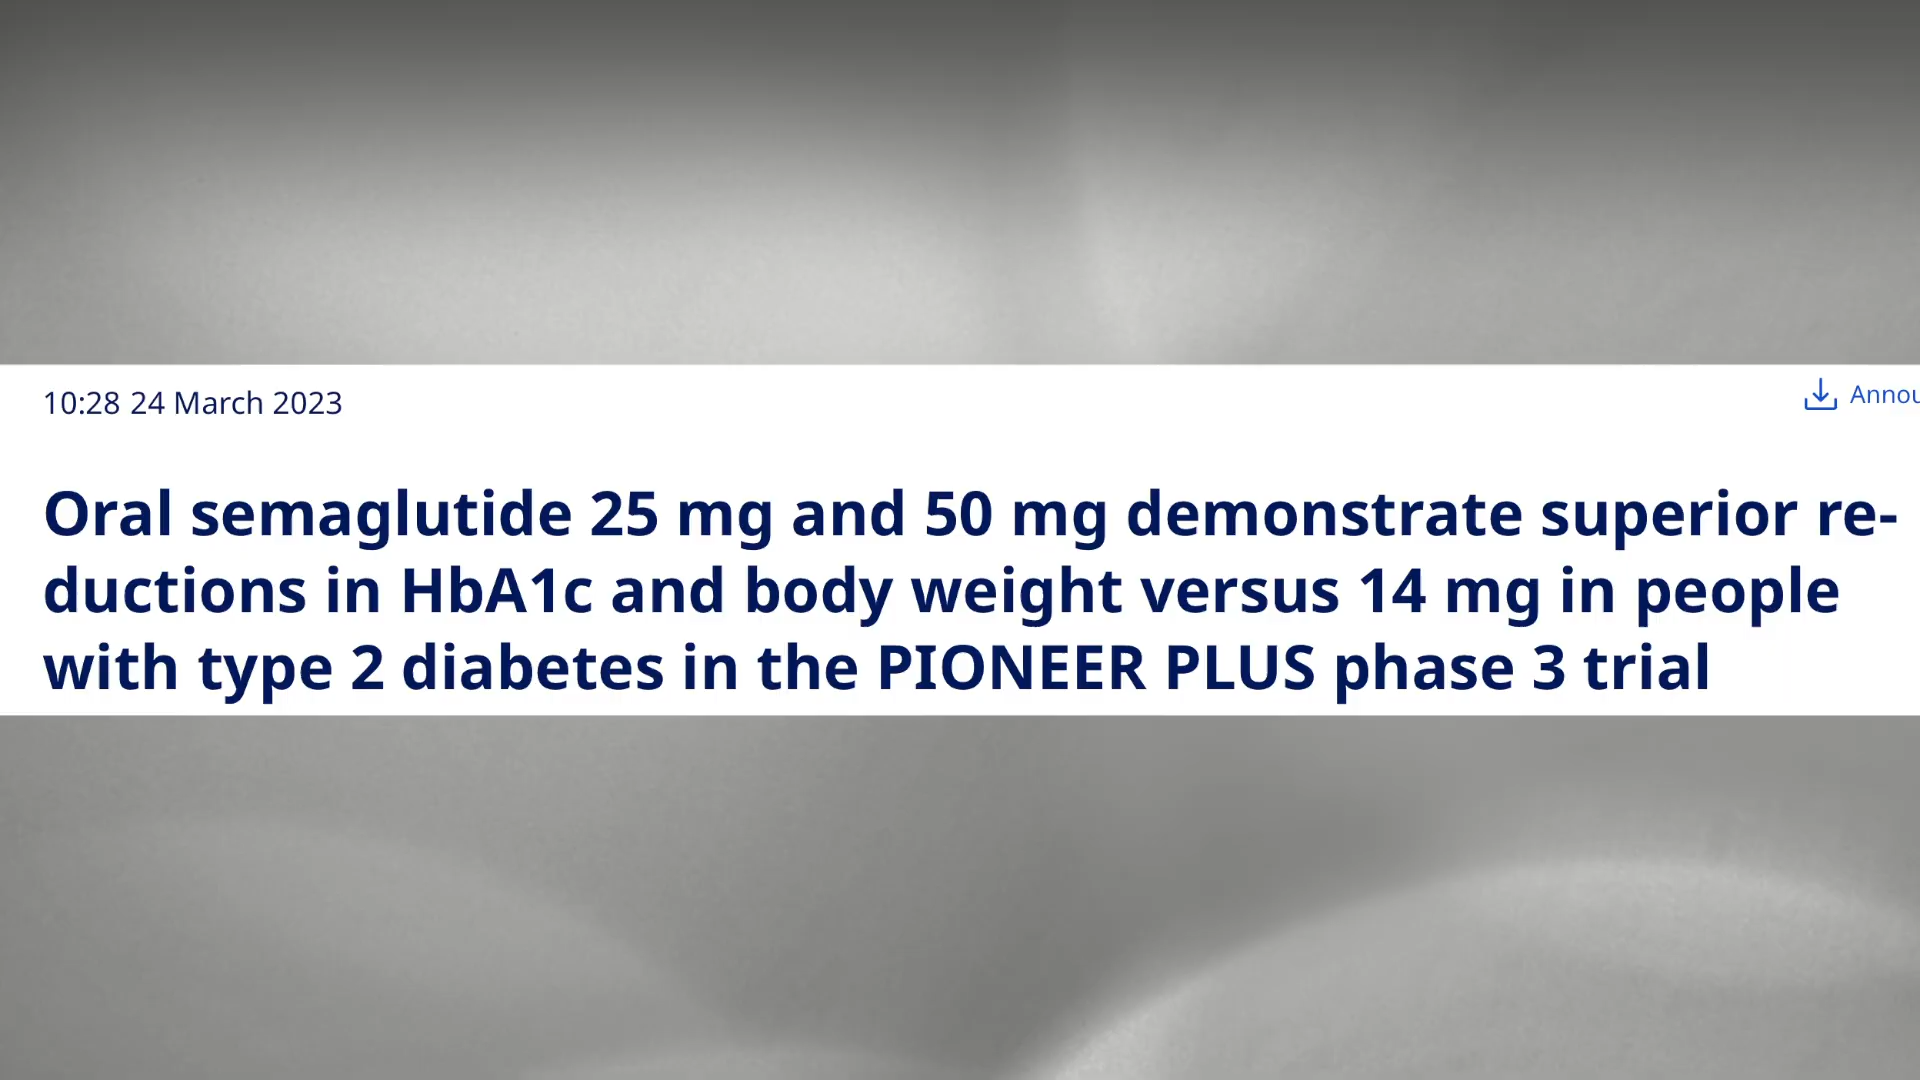 10:28 24 March 2023
Annou
Oral semaglutide 25 mg and 50 mg demonstrate superior re-
ductions in HbA1c and body weight versus 14 mg in people
with type 2 diabetes in the PIONEER PLUS phase 3 trial